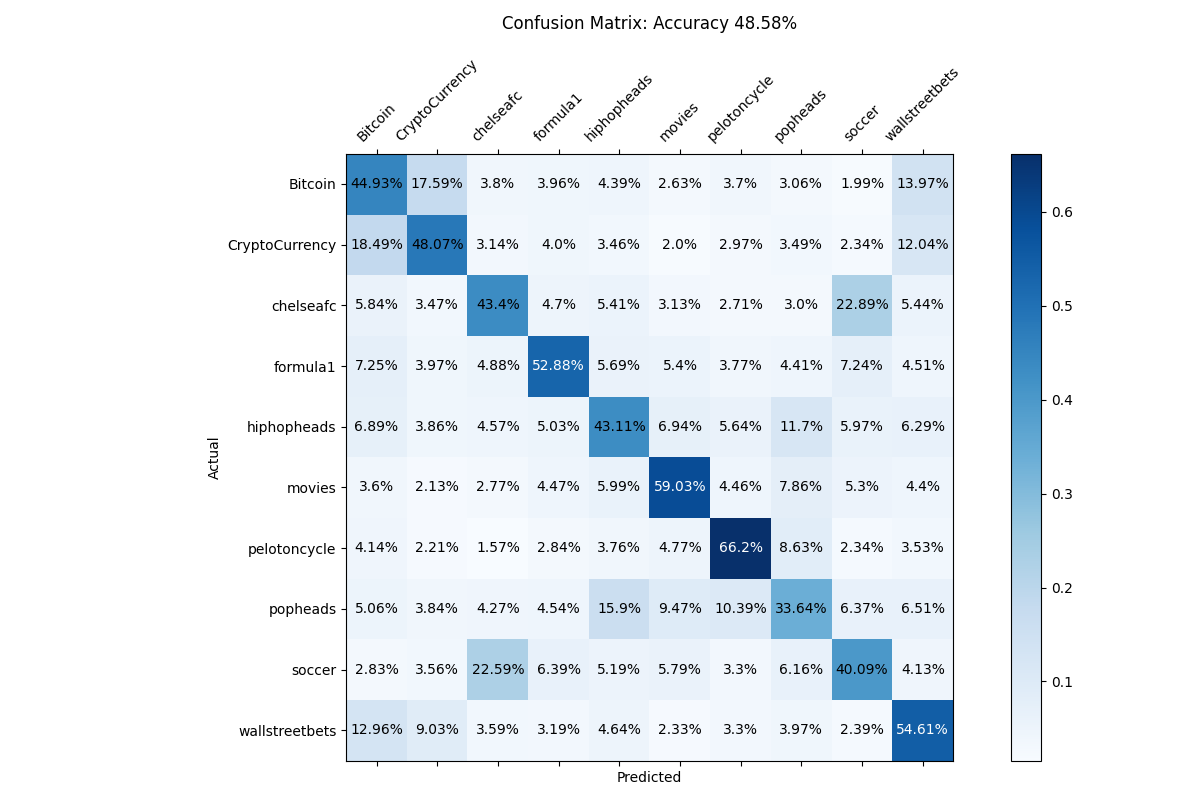 Confusion Matrix: Accuracy 48.58%
Bitcoin CryptoCurrency chelseafc formula1 hiphopheads movies pelotoncycle popheads soccer wallstreetbets
Bitcoin 44.93% 17.59% 3.8% 3.96% 4.39% 2.63% 3.7% 3.06% 1.99% 13.97%
CryptoCurrency 18.49% 48.07% 3.14% 4.0% 3.46% 2.0% 2.97% 3.49% 2.34% 12.04%
chelseafc 5.84% 3.47% 43.4% 4.7% 5.41% 3.13% 2.71% 3.0% 22.89% 5.44%
formula1 7.25% 3.97% 4.88% 52.88% 5.69% 5.4% 3.77% 4.41% 7.24% 4.51%
hiphopheads 6.89% 3.86% 4.57% 5.03% 43.11% 6.94% 5.64% 11.7% 5.97% 6.29%
movies 3.6% 2.13% 2.77% 4.47% 5.99% 59.03% 4.46% 7.86% 5.3% 4.4%
pelotoncycle 4.14% 2.21% 1.57% 2.84% 3.76% 4.77% 66.2% 8.63% 2.34% 3.53%
popheads 5.06% 3.84% 4.27% 4.54% 15.9% 9.47% 10.39% 33.64% 6.37% 6.51%
soccer 2.83% 3.56% 22.59% 6.39% 5.19% 5.79% 3.3% 6.16% 40.09% 4.13%
wallstreetbets 12.96% 9.03% 3.59% 3.19% 4.64% 2.33% 3.3% 3.97% 2.39% 54.61%
Actual
Predicted
0.6
0.5
0.4
0.3
0.2
0.1